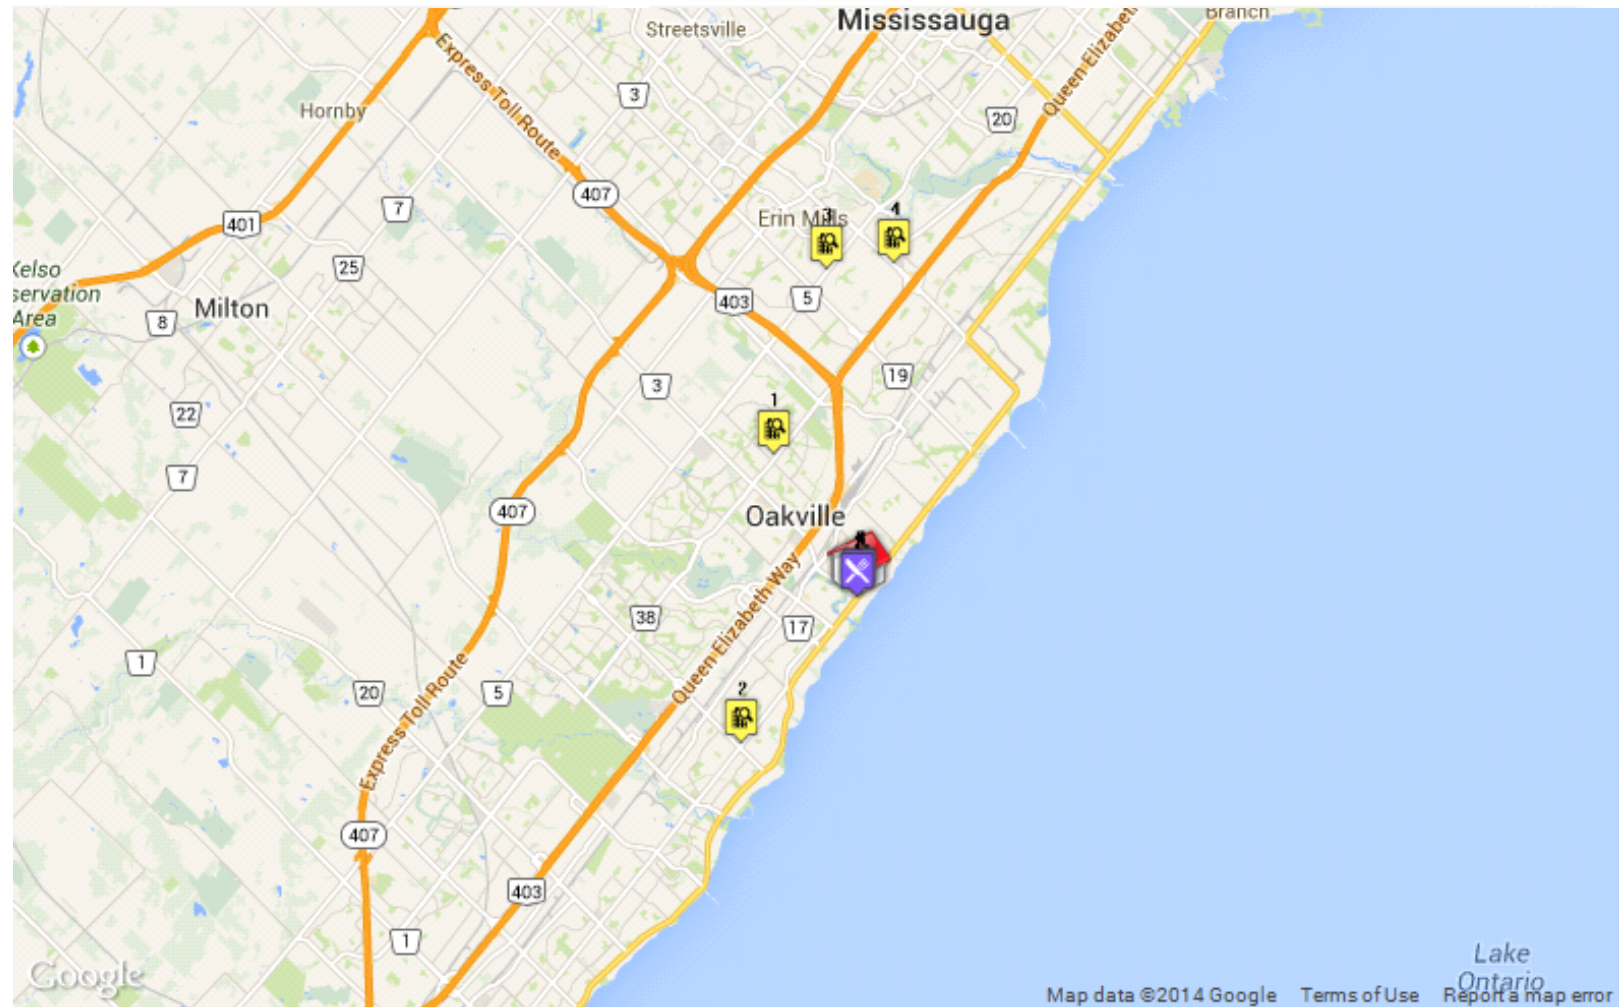 Mississauga
Branch
Streetsville
Express Toll Route
Queen Elizabeth
3
Hornby
20
407
7
Erin Mills
3
4
401
25
Kelso
servation
Area
403
5
Milton
8
3
19
22
1
7
407
Oakville
Queen Elizabeth Way
38
17
1
Express Toll Route
20
5
2
407
403
1
Google
Lake
Ontario
Map data ©2014 Google
Terms of Use
Report a map error